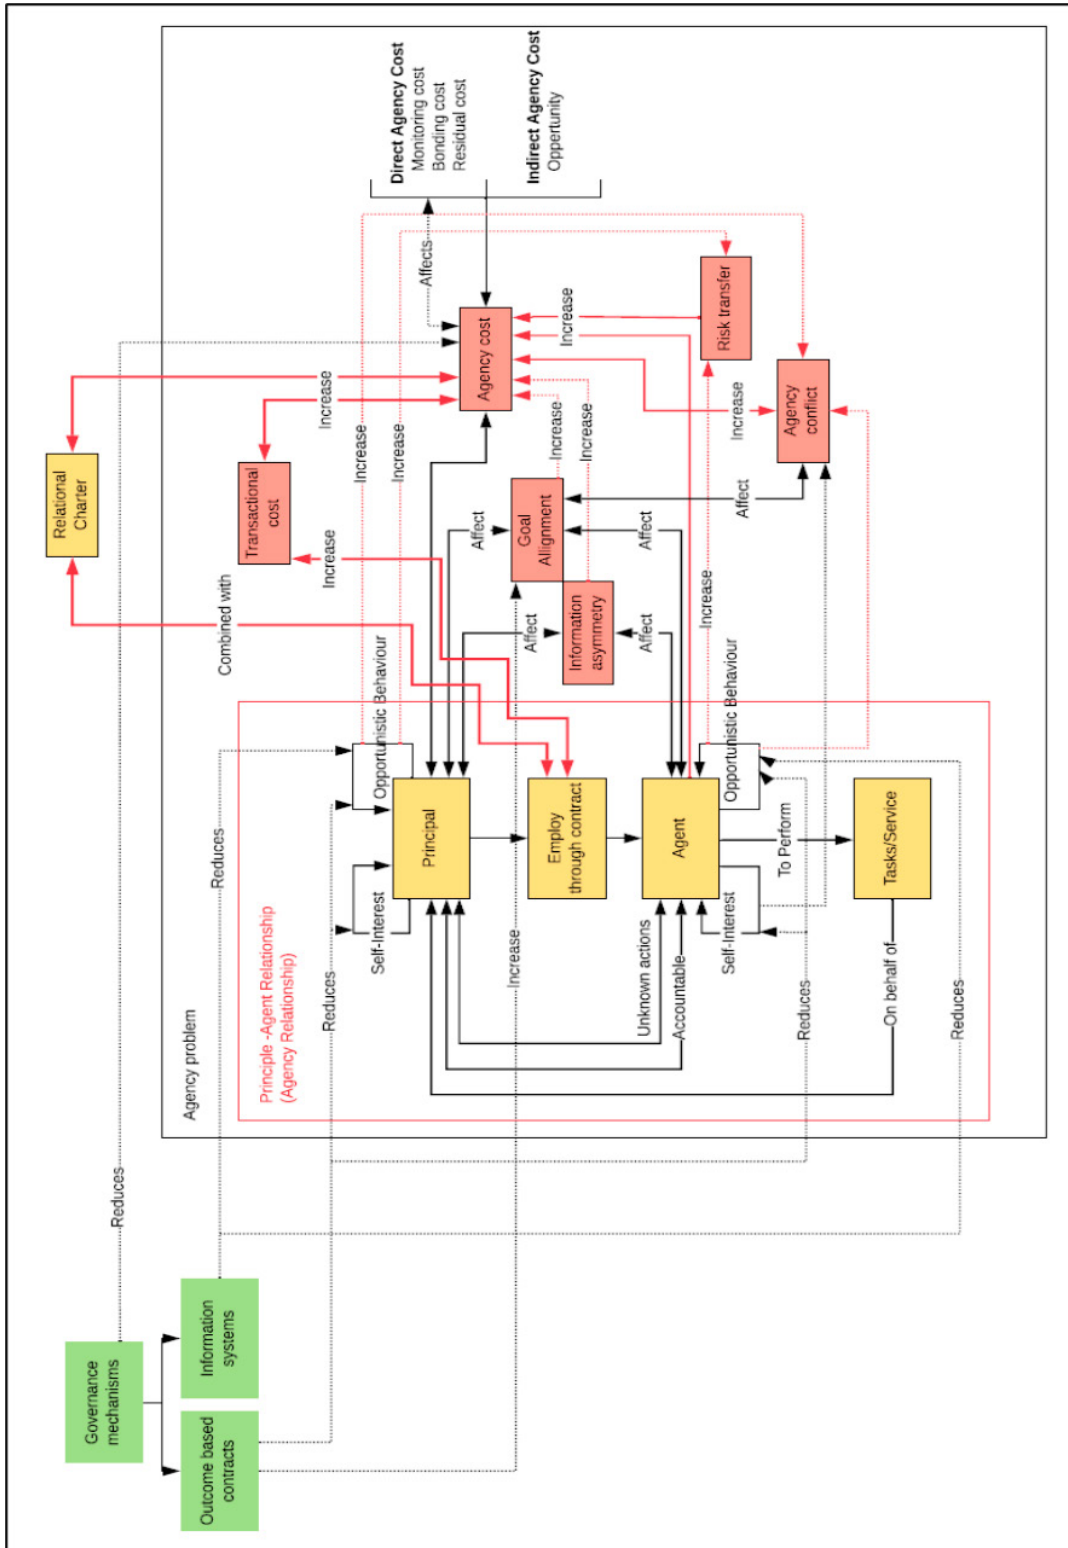 Governance
mechanisms
Outcome based
contracts
Information
systems
Reduces
Reduces
Reduces
Increase
Reduces
Reduces
Agency problem
Principle -Agent Relationship
(Agency Relationship)
Self-Interest
Opportunistic Behaviour
Principal
Employ
through contract
Agent
Unknown actions
Accountable
Self-Interest
Opportunistic Behaviour
To Perform
Tasks/Service
On behalf of
Combined with
Relational
Charter
Transactional
cost
Increase
Increase
Increase
Increase
Affect
Affect
Goal
Allignment
Affect
Affect
Information
asymmetry
Increase
Increase
Increase
Agency cost
Increase
Affects
Direct Agency Cost
Monitoring cost
Bonding cost
Residual cost
Indirect Agency Cost
Oppertunity
Risk transfer
Increase
Affect
Agency
conflict